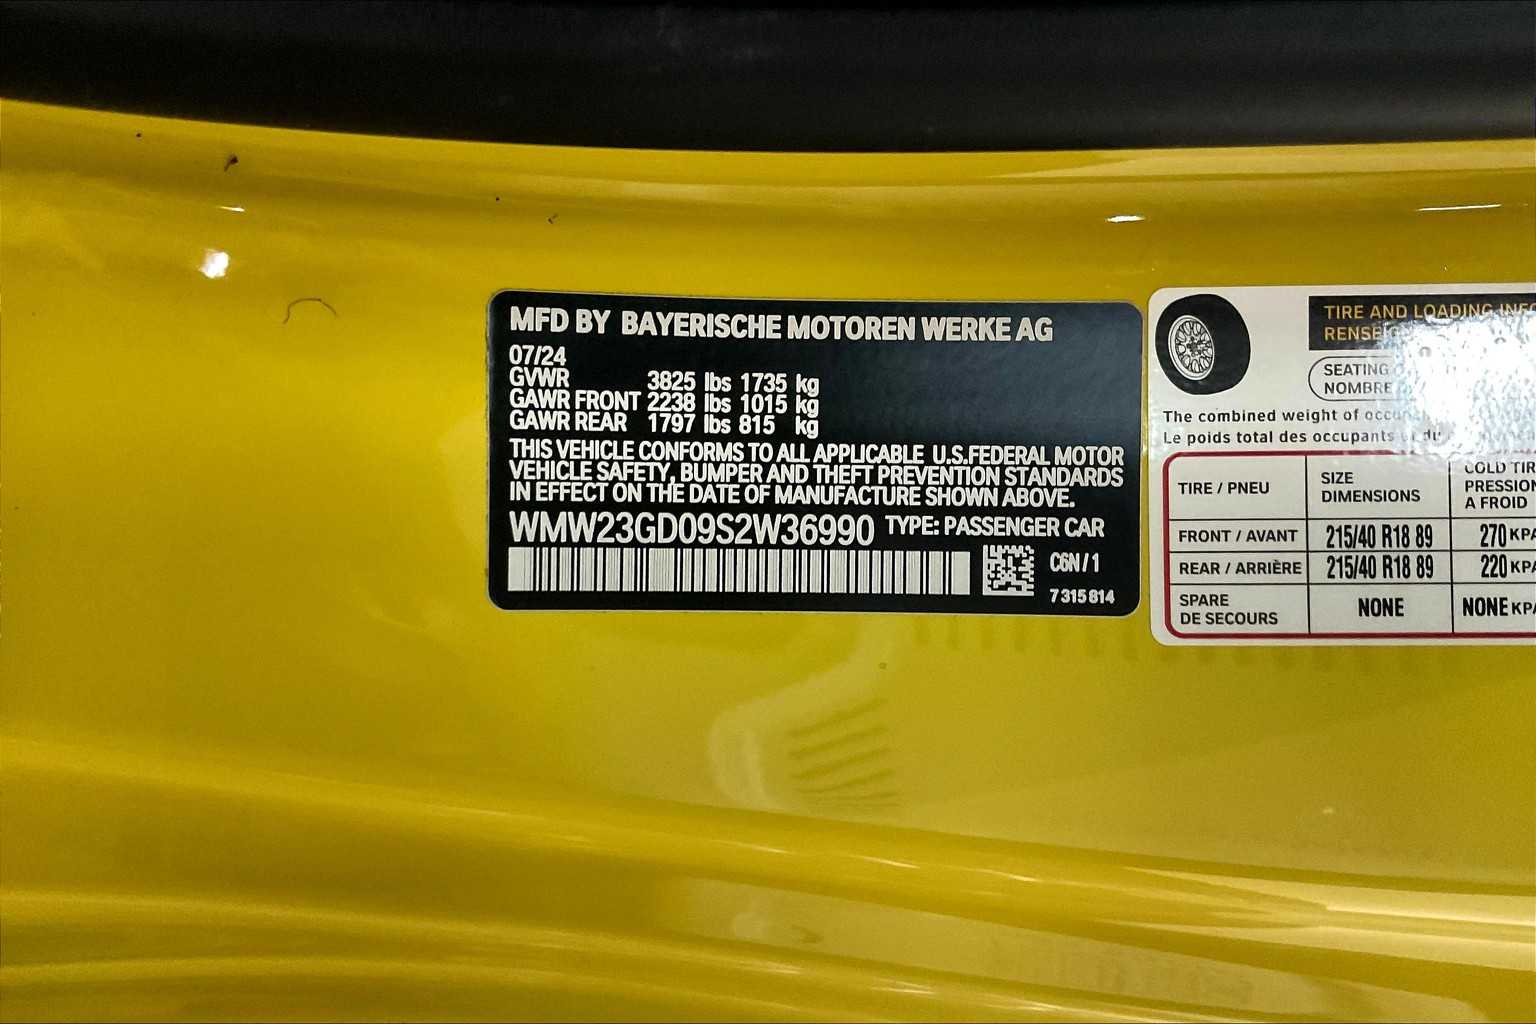 MFD BY BAYERISCHE MOTOREN WERKE AG
07/24
GVWR 3825 lbs 1735 kg
GAWR FRONT 2238 lbs 1015 kg
GAWR REAR 1797 lbs 815 kg
THIS VEHICLE CONFORMS TO ALL APPLICABLE U.S.FEDERAL MOTOR
VEHICLE SAFETY, BUMPER AND THEFT PREVENTION STANDARDS
IN EFFECT ON THE DATE OF MANUFACTURE SHOWN ABOVE.
WMW23GD09S2W36990 TYPE: PASSENGER CAR
C6N / 1
7 315 814
TIRE AND LOADING
SEATING
NOMBRE
The combined weight of
Le poids total des occupants
TIRE / PNEU
SIZE
DIMENSIONS
COLD
PRESSION
A FROID
FRONT / AVANT 215/40 R18 89 270 KPA
REAR / ARRIÈRE 215/40 R18 89 220 KPA
SPARE
DE SECOURS
NONE NONE KPA